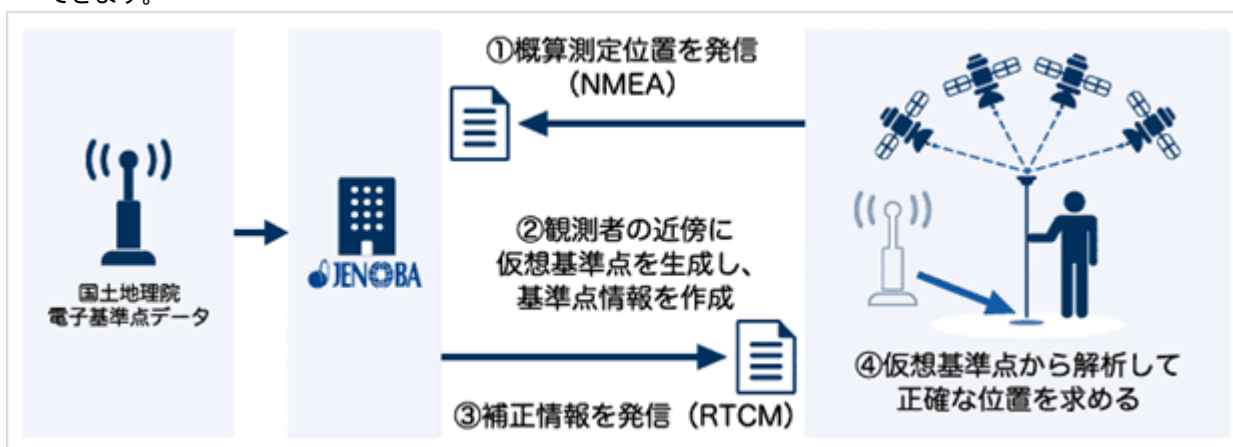 できます。
①概算測定位置を発信
(NMEA)
国土地理院
電子基準点データ
JENOBA
②観測者の近傍に
仮想基準点を生成し、
基準点情報を作成
③補正情報を発信(RTCM)
④仮想基準点から解析して
正確な位置を求める